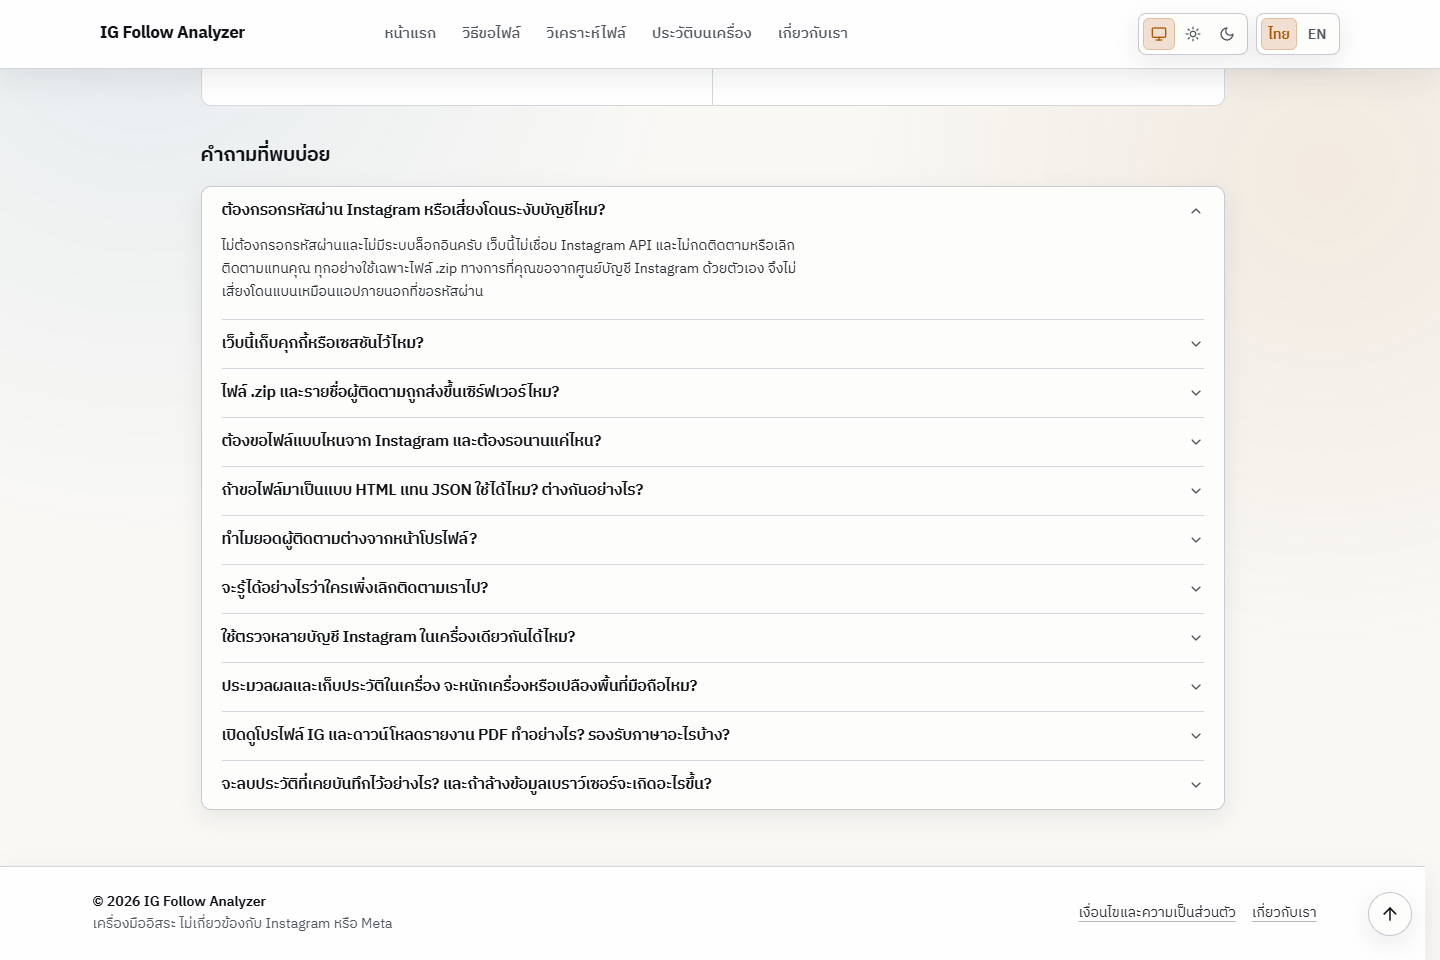 IG Follow Analyzer
หน้าแรก
วิธีขอไฟล์
วิเคราะห์ไฟล์
ประวัติบนเครื่อง
เกี่ยวกับเรา
ไทย
EN
คำถามที่พบบ่อย
ต้องกรอกรหัสผ่าน Instagram หรือเสี่ยงโดนระงับบัญชีไหม?
ไม่ต้องกรอกรหัสผ่านและไม่มีระบบล็อกอินครับ เว็บนี้ไม่เชื่อม Instagram API และไม่กดติดตามหรือเลิก
ติดตามแทนคุณ ทุกอย่างใช้เฉพาะไฟล์ .zip ทางการที่คุณขอจากศูนย์บัญชี Instagram ด้วยตัวเอง จึงไม่
เสี่ยงโดนแบนเหมือนแอปภายนอกที่ขอรหัสผ่าน
เว็บนี้เก็บคุกกี้หรือเซสชันไว้ไหม?
ไฟล์ .zip และรายชื่อผู้ติดตามถูกส่งขึ้นเซิร์ฟเวอร์ไหม?
ต้องขอไฟล์แบบไหนจาก Instagram และต้องรอนานแค่ไหน?
ถ้าขอไฟล์มาเป็นแบบ HTML แทน JSON ใช้ได้ไหม? ต่างกันอย่างไร?
ทำไมยอดผู้ติดตามต่างจากหน้าโปรไฟล์?
จะรู้ได้อย่างไรว่าใครเพิ่งเลิกติดตามเราไป?
ใช้ตรวจหลายบัญชี Instagram ในเครื่องเดียวกันได้ไหม?
ประมวลผลและเก็บประวัติในเครื่อง จะหนักเครื่องหรือเปลืองพื้นที่มือถือไหม?
เปิดดูโปรไฟล์ IG และดาวน์โหลดรายงาน PDF ทำอย่างไร? รองรับภาษาอะไรบ้าง?
จะลบประวัติที่เคยบันทึกไว้อย่างไร? และถ้าล้างข้อมูลเบราว์เซอร์จะเกิดอะไรขึ้น?
© 2026 IG Follow Analyzer
เครื่องมืออิสระ ไม่เกี่ยวข้องกับ Instagram หรือ Meta
เงื่อนไขและความเป็นส่วนตัว
เกี่ยวกับเรา